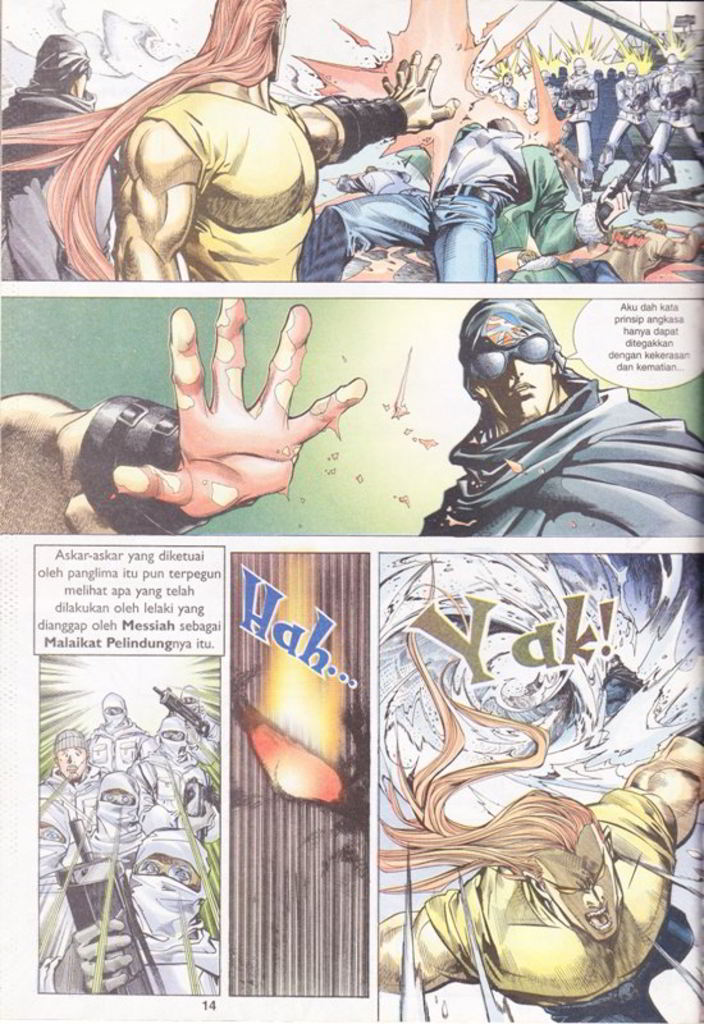 Aku dah kata
prinsip angkasa
hanya dapat
ditegakkan
dengan kekerasan
dan kematian...
Askar-askar yang diketuai
oleh panglima itu pun terpegun
melihat apa yang telah
dilakukan oleh lelaki yang
dianggap oleh Messiah sebagai
Malaikat Pelindungnya itu.
Hah...
Yak!
14